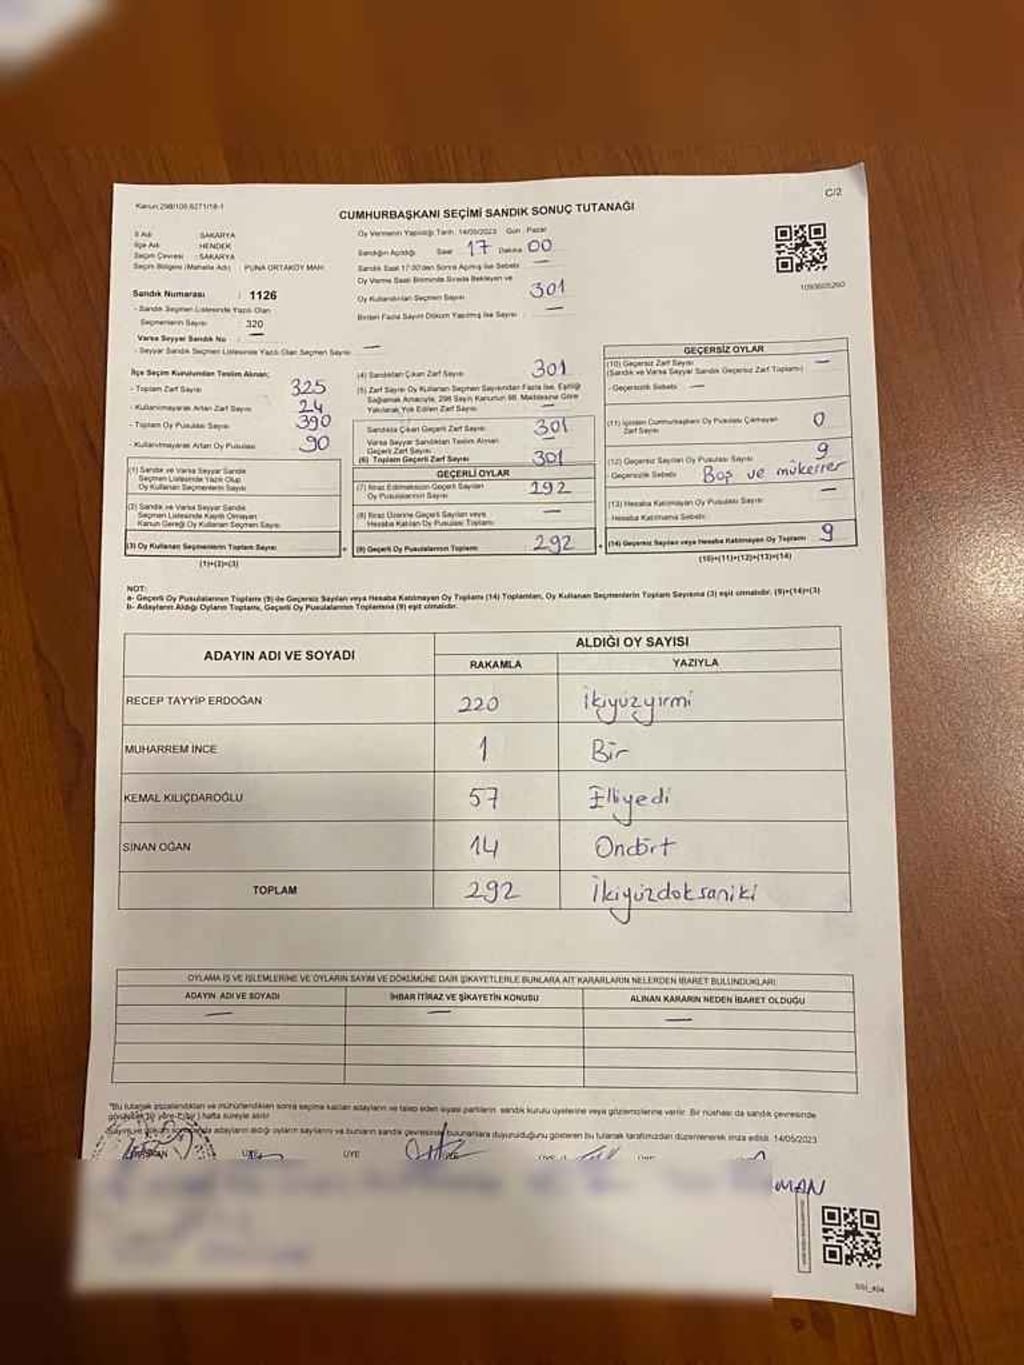 Kanun:298/105.6271/18-1
C/2
CUMHURBAŞKANI SEÇİMİ SANDIK SONUÇ TUTANAĞI
İl Adı : SAKARYA
İlçe Adı : HENDEK
Seçim Çevresi : SAKARYA
Seçim Bölgesi (Mahalle Adı) : PUNA ORTAKÖY MAH.
Sandık Numarası : 1126
- Sandık Seçmen Listesinde Yazılı Olan
Seçmenlerin Sayısı 320
Varsa Seyyar Sandık No : —
- Seyyar Sandık Seçmen Listesinde Yazılı Olan Seçmen Sayısı —
Oy Vermenin Yapıldığı Tarih: 14/05/2023 Gün : Pazar
Sandığın Açıldığı Saat 17 Dakika 00
Sandık Saat 17:00'den Sonra Açılmış İse Sebebi —
Oy Verme Saati Bitiminde Sırada Bekleyen ve
Oy Kullandırılan Seçmen Sayısı 301
Birden Fazla Sayım Döküm Yapılmış İse Sayısı —
1093605260
İlçe Seçim Kurulundan Teslim Alınan;
- Toplam Zarf Sayısı 325
- Kullanılmayarak Artan Zarf Sayısı 24
- Toplam Oy Pusulası Sayısı 390
- Kullanılmayarak Artan Oy Pusulası 90
(1) Sandık ve Varsa Seyyar Sandık
Seçmen Listesinde Yazılı Olup
Oy Kullanan Seçmenlerin Sayısı
(2) Sandık ve Varsa Seyyar Sandık
Seçmen Listesinde Kayıtlı Olmayan
Kanun Gereği Oy Kullanan Seçmen Sayısı
(3) Oy Kullanan Seçmenlerin Toplam Sayısı
(1)+(2)=(3)
(4) Sandıktan Çıkan Zarf Sayısı 301
(5) Zarf Sayısı Oy Kullanan Seçmen Sayısından Fazla İse, Eşitliği
Sağlamak Amacıyla, 298 Sayılı Kanunun 98. Maddesine Göre
Yakılarak Yok Edilen Zarf Sayısı —
Sandıkta Çıkan Geçerli Zarf Sayısı 301
Varsa Seyyar Sandıktan Teslim Alınan
Geçerli Zarf Sayısı —
(6) Toplam Geçerli Zarf Sayısı 301
GEÇERLİ OYLAR
(7) İtiraz Edilmeksizin Geçerli Sayılan
Oy Pusulalarının Sayısı 292
(8) İtiraz Üzerine Geçerli Sayılan veya
Hesaba Katılan Oy Pusulası Toplamı —
(9) Geçerli Oy Pusulalarının Toplamı 292
GEÇERSİZ OYLAR
(10) Geçersiz Zarf Sayısı —
(Sandık ve Varsa Seyyar Sandık Geçersiz Zarf Toplamı)
- Geçersizlik Sebebi —
(11) İçinden Cumhurbaşkanı Oy Pusulası Çıkmayan
Zarf Sayısı 0
(12) Geçersiz Sayılan Oy Pusulası Sayısı 9
Geçersizlik Sebebi Boş ve mükerrer
(13) Hesaba Katılmayan Oy Pusulası Sayısı —
Hesaba Katılmama Sebebi
(14) Geçersiz Sayılan veya Hesaba Katılmayan Oy Toplamı 9
(10)+(11)+(12)+(13)=(14)
NOT:
a- Geçerli Oy Pusulalarının Toplamı (9) ile Geçersiz Sayılan veya Hesaba Katılmayan Oy Toplamı (14) Toplamları, Oy Kullanan Seçmenlerin Toplam Sayısına (3) eşit olmalıdır. (9)+(14)=(3)
b- Adayların Aldığı Oyların Toplamı, Geçerli Oy Pusulalarının Toplamına (9) eşit olmalıdır.
ADAYIN ADI VE SOYADI ALDIĞI OY SAYISI
RAKAMLA YAZIYLA
RECEP TAYYİP ERDOĞAN 220 İkiyüzyirmi
MUHARREM İNCE 1 Bir
KEMAL KILIÇDAROĞLU 57 Elliyedi
SİNAN OĞAN 14 Ondört
TOPLAM 292 İkiyüzdoksaniki
OYLAMA İŞ VE İŞLEMLERİNE VE OYLARIN SAYIM VE DÖKÜMÜNE DAİR ŞİKAYETLERLE BUNLARA AİT KARARLARIN NELERDEN İBARET BULUNDUKLARI
ADAYIN ADI VE SOYADI İHBAR İTİRAZ VE ŞİKAYETİN KONUSU ALINAN KARARIN NEDEN İBARET OLDUĞU
— — —
"Bu tutanak imzalandıktan ve mühürlendikten sonra seçime katılan adayların ve talep eden siyasi partilerin sandık kurulu üyelerine veya gözlemcilerine verilir. Bir nüshası da sandık çevresinde
görülebilir bir yere 1(bir) hafta süreyle asılır.
adayların aldığı oyların sayılarını ve bunların sandık çevresinde bulunanlara duyurulduğunu gösteren bu tutanak tarafımızdan düzenlenerek imza edildi. 14/05/2023
ÜYE
MAN